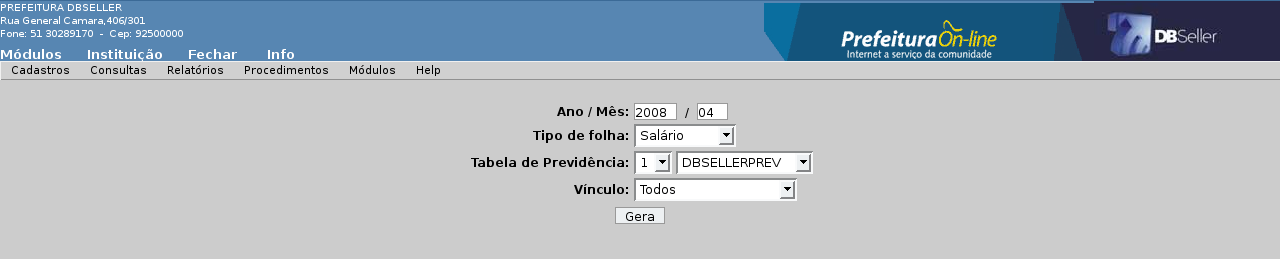 PREFEITURA DBSELLER
Rua General Camara,406/301
Fone: 51 30289170 - Cep: 92500000
Módulos Instituição Fechar Info
PrefeituraOn-line
Internet a serviço da comunidade
DBSeller
Cadastros Consultas Relatórios Procedimentos Módulos Help
Ano / Mês: 2008 / 04
Tipo de folha: Salário
Tabela de Previdência: 1 DBSELLERPREV
Vínculo: Todos
Gera